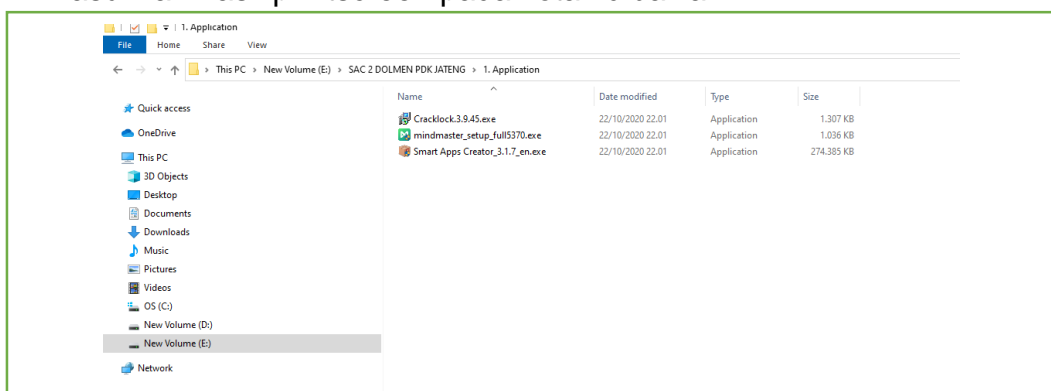 1. Application
File Home Share View
This PC > New Volume (E:) > SAC 2 DOLMEN PDK JATENG > 1. Application
Name Date modified Type Size
Quick access
OneDrive
This PC
3D Objects
Desktop
Documents
Downloads
Music
Pictures
Videos
OS (C:)
New Volume (D:)
New Volume (E:)
Network
Cracklock.3.9.45.exe 22/10/2020 22.01 Application 1.307 KB
mindmaster_setup_full5370.exe 22/10/2020 22.01 Application 1.036 KB
Smart Apps Creator_3.1.7_en.exe 22/10/2020 22.01 Application 274.385 KB